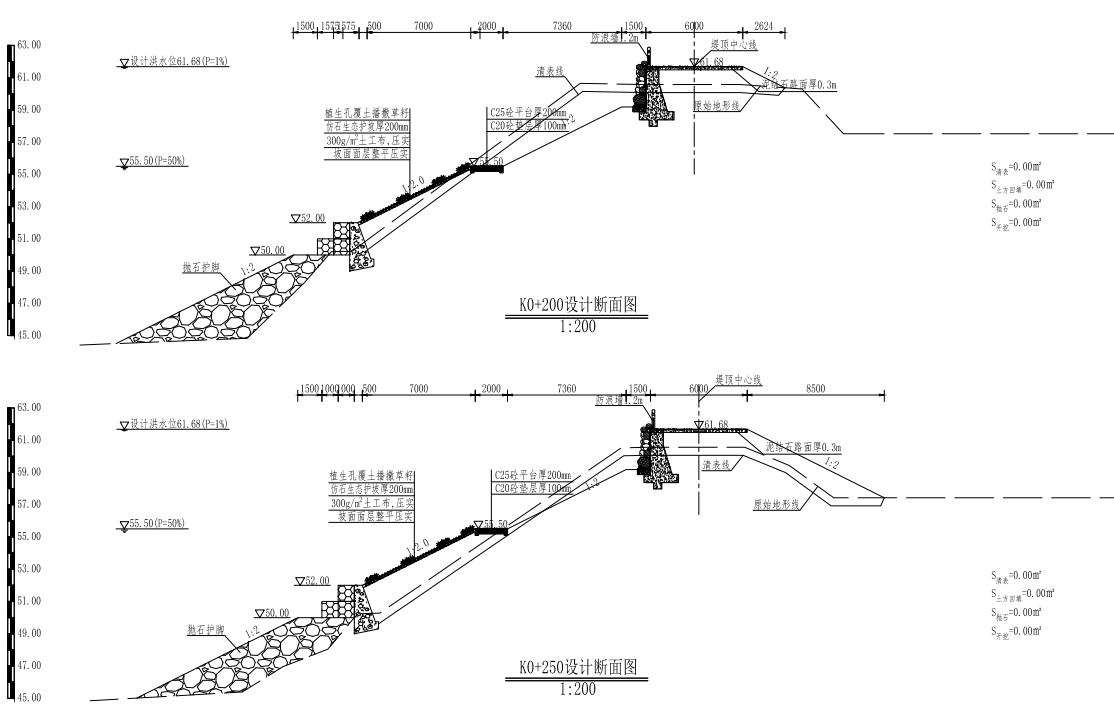 1500 1575 1575 500 7000 2000 7360 1500 6000 2624
63.00
61.00
59.00
57.00
55.00
53.00
51.00
49.00
47.00
45.00
设计洪水位61.68(P=1%)
55.50(P=50%)
防浪墙1.2m
堤顶中心线
61.68
1:2
清表线
泥结石路面厚0.3m
原始地形线
植生孔覆土播撒草籽
仿石生态护坡厚200mm
300g/m²土工布,压实
坡面面层整平压实
C25砼平台厚200mm
C20砼垫层厚100mm
1:2
55.50
1:2.0
52.00
50.00
抛石护脚
1:2
S清表=0.00m²
S土方回填=0.00m²
S抛石=0.00m²
S开挖=0.00m²
K0+200设计断面图
1:200
1500 1000 1000 500 7000 2000 7360 1500 6000 8500
堤顶中心线
63.00
61.00
59.00
57.00
55.00
53.00
51.00
49.00
47.00
45.00
设计洪水位61.68(P=1%)
55.50(P=50%)
防浪墙1.2m
61.68
泥结石路面厚0.3m
清表线
1:2
原始地形线
植生孔覆土播撒草籽
仿石生态护坡厚200mm
300g/m²土工布,压实
坡面面层整平压实
C25砼平台厚200mm
C20砼垫层厚100mm
1:2
55.50
1:2.0
52.00
50.00
抛石护脚
1:2
S清表=0.00m²
S土方回填=0.00m²
S抛石=0.00m²
S开挖=0.00m²
K0+250设计断面图
1:200